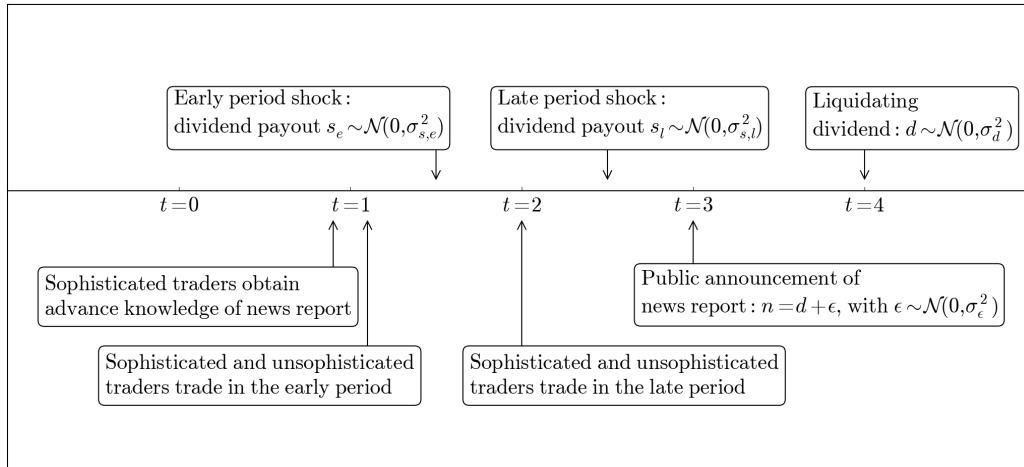 Early period shock:
dividend payout s_e ~ 𝒩(0,σ²_{s,e})
Late period shock:
dividend payout s_l ~ 𝒩(0,σ²_{s,l})
Liquidating
dividend: d ~ 𝒩(0,σ²_d)
t=0 t=1 t=2 t=3 t=4
Sophisticated traders obtain
advance knowledge of news report
Public announcement of
news report: n=d+ϵ, with ϵ ~ 𝒩(0,σ²_ϵ)
Sophisticated and unsophisticated
traders trade in the early period
Sophisticated and unsophisticated
traders trade in the late period